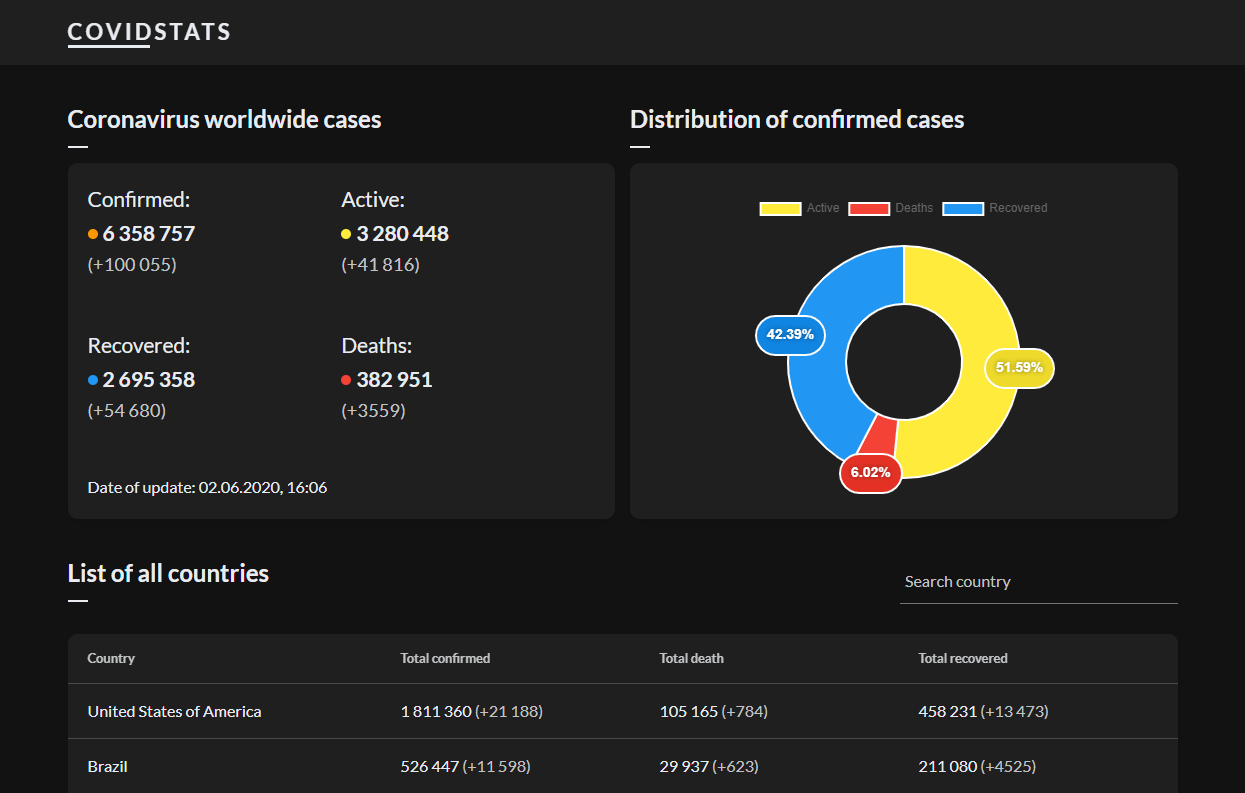 COVIDSTATS
Coronavirus worldwide cases
Confirmed: Active:
6 358 757 3 280 448
(+100 055) (+41 816)
Recovered: Deaths:
2 695 358 382 951
(+54 680) (+3559)
Date of update: 02.06.2020, 16:06
Distribution of confirmed cases
Active Deaths Recovered
42.39%
51.59%
6.02%
List of all countries
Search country
Country Total confirmed Total death Total recovered
United States of America 1 811 360 (+21 188) 105 165 (+784) 458 231 (+13 473)
Brazil 526 447 (+11 598) 29 937 (+623) 211 080 (+4525)